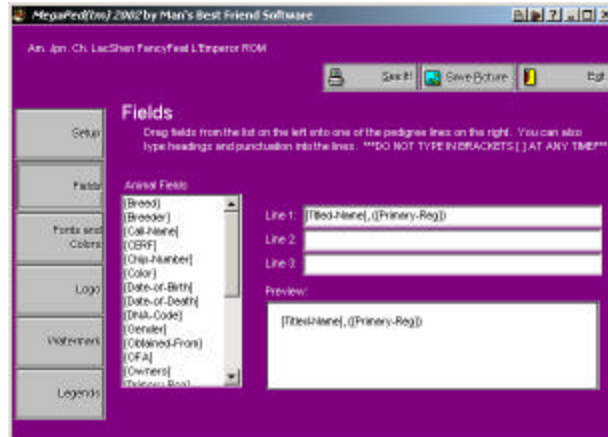 MegaPed[tm] 2002 by Man's Best Friend Software
Am. Jpn. Ch. LacShen FancyFeet L'Emperor ROM
See It!
Save Picture
Exit
Setup
Fields
Fonts and
Colors
Logo
Watermark
Legends
Fields
Drag fields from the list on the left onto one of the pedigree lines on the right. You can also
type headings and punctuation into the lines. ***DO NOT TYPE IN BRACKETS [ ] AT ANY TIME!***
Animal Fields
[Breed]
[Breeder]
[Call-Name]
[CERF]
[Chip-Number]
[Color]
[Date-of-Birth]
[Date-of-Death]
[DNA-Code]
[Gender]
[Obtained-From]
[OFA]
[Owners]
[Primary-Reg]
Line 1: [Titled-Name], ([Primary-Reg])
Line 2:
Line 3:
Preview:
[Titled-Name], ([Primary-Reg])